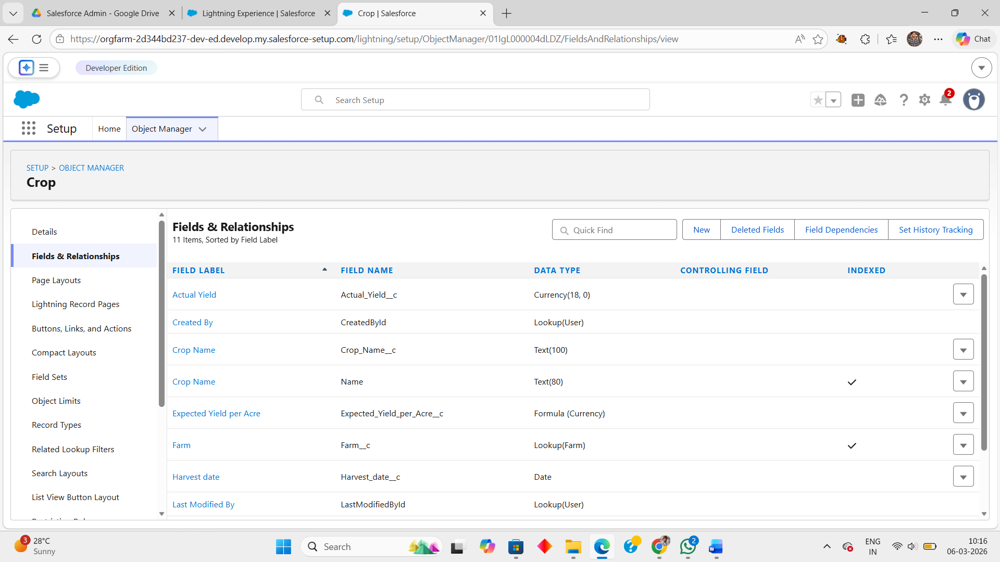 Salesforce Admin - Google Drive
Lightning Experience | Salesforce
Crop | Salesforce
https://orgfarm-2d344bd237-dev-ed.develop.my.salesforce-setup.com/lightning/setup/ObjectManager/01IgL000004dLDZ/FieldsAndRelationships/view
Chat
Developer Edition
Search Setup
2
Setup
Home
Object Manager
SETUP > OBJECT MANAGER
Crop
Details
Fields & Relationships
Page Layouts
Lightning Record Pages
Buttons, Links, and Actions
Compact Layouts
Field Sets
Object Limits
Record Types
Related Lookup Filters
Search Layouts
List View Button Layout
Fields & Relationships
11 Items, Sorted by Field Label
Quick Find
New
Deleted Fields
Field Dependencies
Set History Tracking
FIELD LABEL FIELD NAME DATA TYPE CONTROLLING FIELD INDEXED
Actual Yield Actual_Yield__c Currency(18, 0)
Created By CreatedById Lookup(User)
Crop Name Crop_Name__c Text(100)
Crop Name Name Text(80)
Expected Yield per Acre Expected_Yield_per_Acre__c Formula (Currency)
Farm Farm__c Lookup(Farm)
Harvest date Harvest_date__c Date
Last Modified By LastModifiedById Lookup(User)
3
28°C
Sunny
Search
2
ENG
IN
10:16
06-03-2026